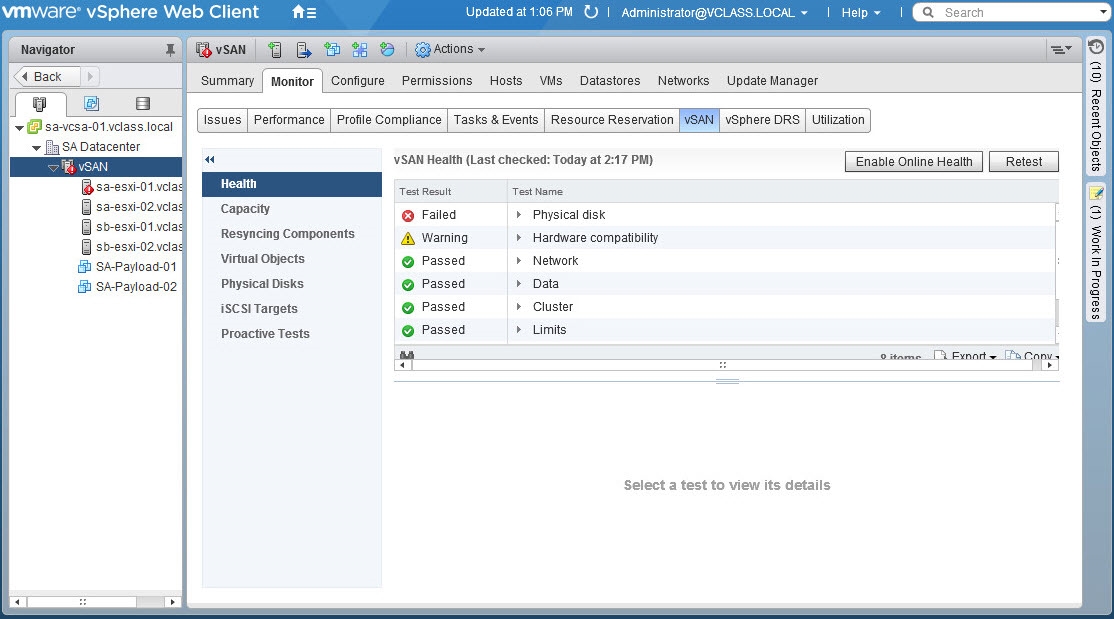 vmware® vSphere Web Client
Updated at 1:06 PM
Administrator@VCLASS.LOCAL
Help
Search
Navigator
Back
sa-vcsa-01.vclass.local
SA Datacenter
vSAN
sa-esxi-01.vclas
sa-esxi-02.vclas
sb-esxi-01.vclas
sb-esxi-02.vclas
SA-Payload-01
SA-Payload-02
vSAN
Actions
Summary Monitor Configure Permissions Hosts VMs Datastores Networks Update Manager
Issues Performance Profile Compliance Tasks & Events Resource Reservation vSAN vSphere DRS Utilization
Health
Capacity
Resyncing Components
Virtual Objects
Physical Disks
iSCSI Targets
Proactive Tests
vSAN Health (Last checked: Today at 2:17 PM)
Enable Online Health
Retest
Test Result Test Name
Failed Physical disk
Warning Hardware compatibility
Passed Network
Passed Data
Passed Cluster
Passed Limits
8 items Export Copy
Select a test to view its details
(10) Recent Objects
(1) Work In Progress